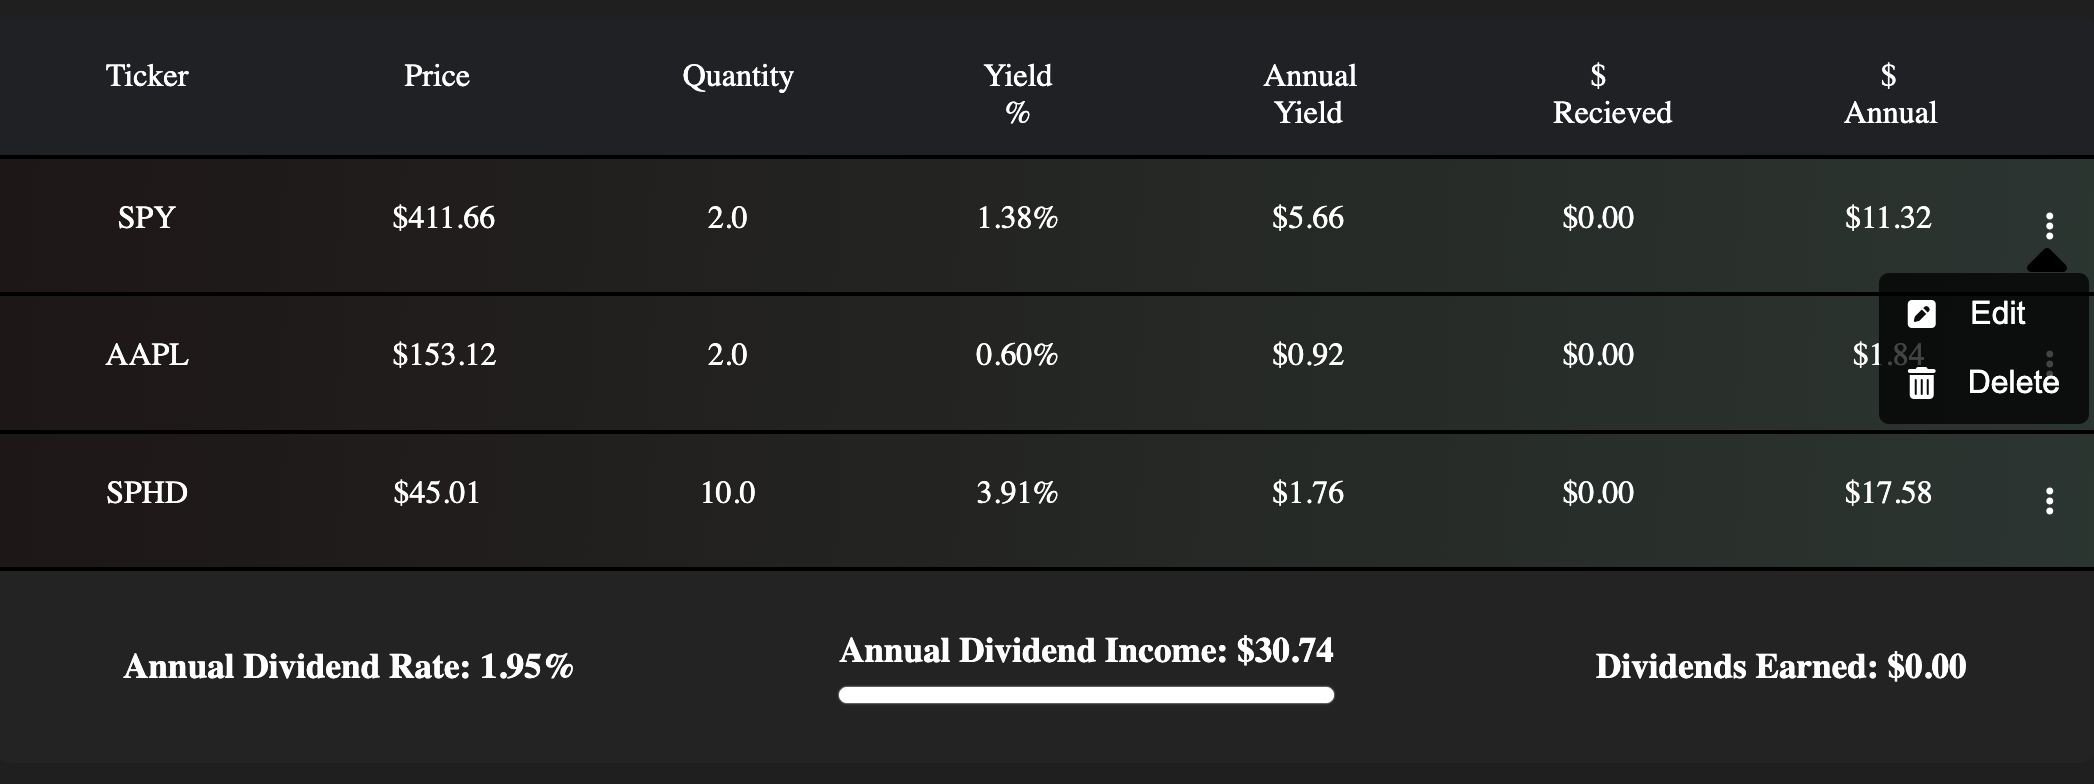 Ticker Price Quantity Yield % Annual Yield $ Recieved $ Annual
SPY $411.66 2.0 1.38% $5.66 $0.00 $11.32
Edit
AAPL $153.12 2.0 0.60% $0.92 $0.00 $1.84
Delete
SPHD $45.01 10.0 3.91% $1.76 $0.00 $17.58
Annual Dividend Rate: 1.95% Annual Dividend Income: $30.74 Dividends Earned: $0.00